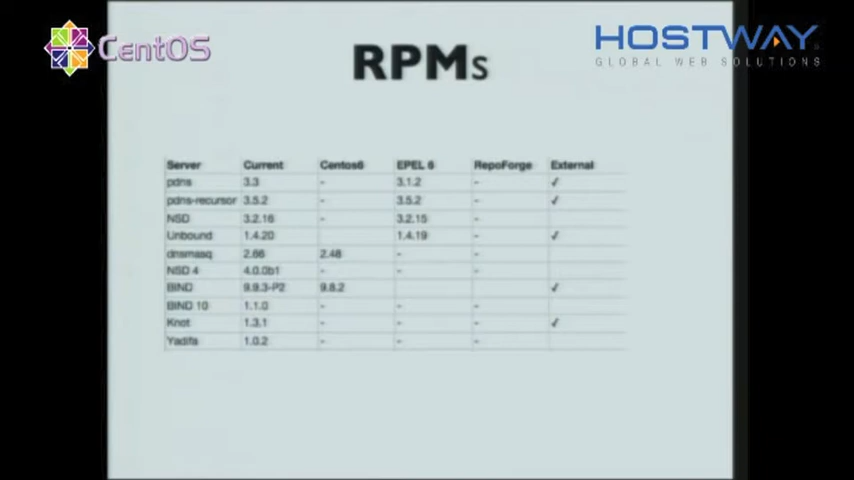 CentOS
HOSTWAY
GLOBAL WEB SOLUTIONS
RPMs
Server Current Centos6 EPEL 6 RepoForge External
pdns 3.3 - 3.1.2 - ✓
pdns-recursor 3.5.2 - 3.5.2 - ✓
NSD 3.2.16 - 3.2.15 -
Unbound 1.4.20 1.4.19 - ✓
dnsmasq 2.66 2.48 - -
NSD 4 4.0.0b1 - - -
BIND 9.9.3-P2 9.8.2 ✓
BIND 10 1.1.0 - - -
Knot 1.3.1 - - - ✓
Yadifa 1.0.2 - - -